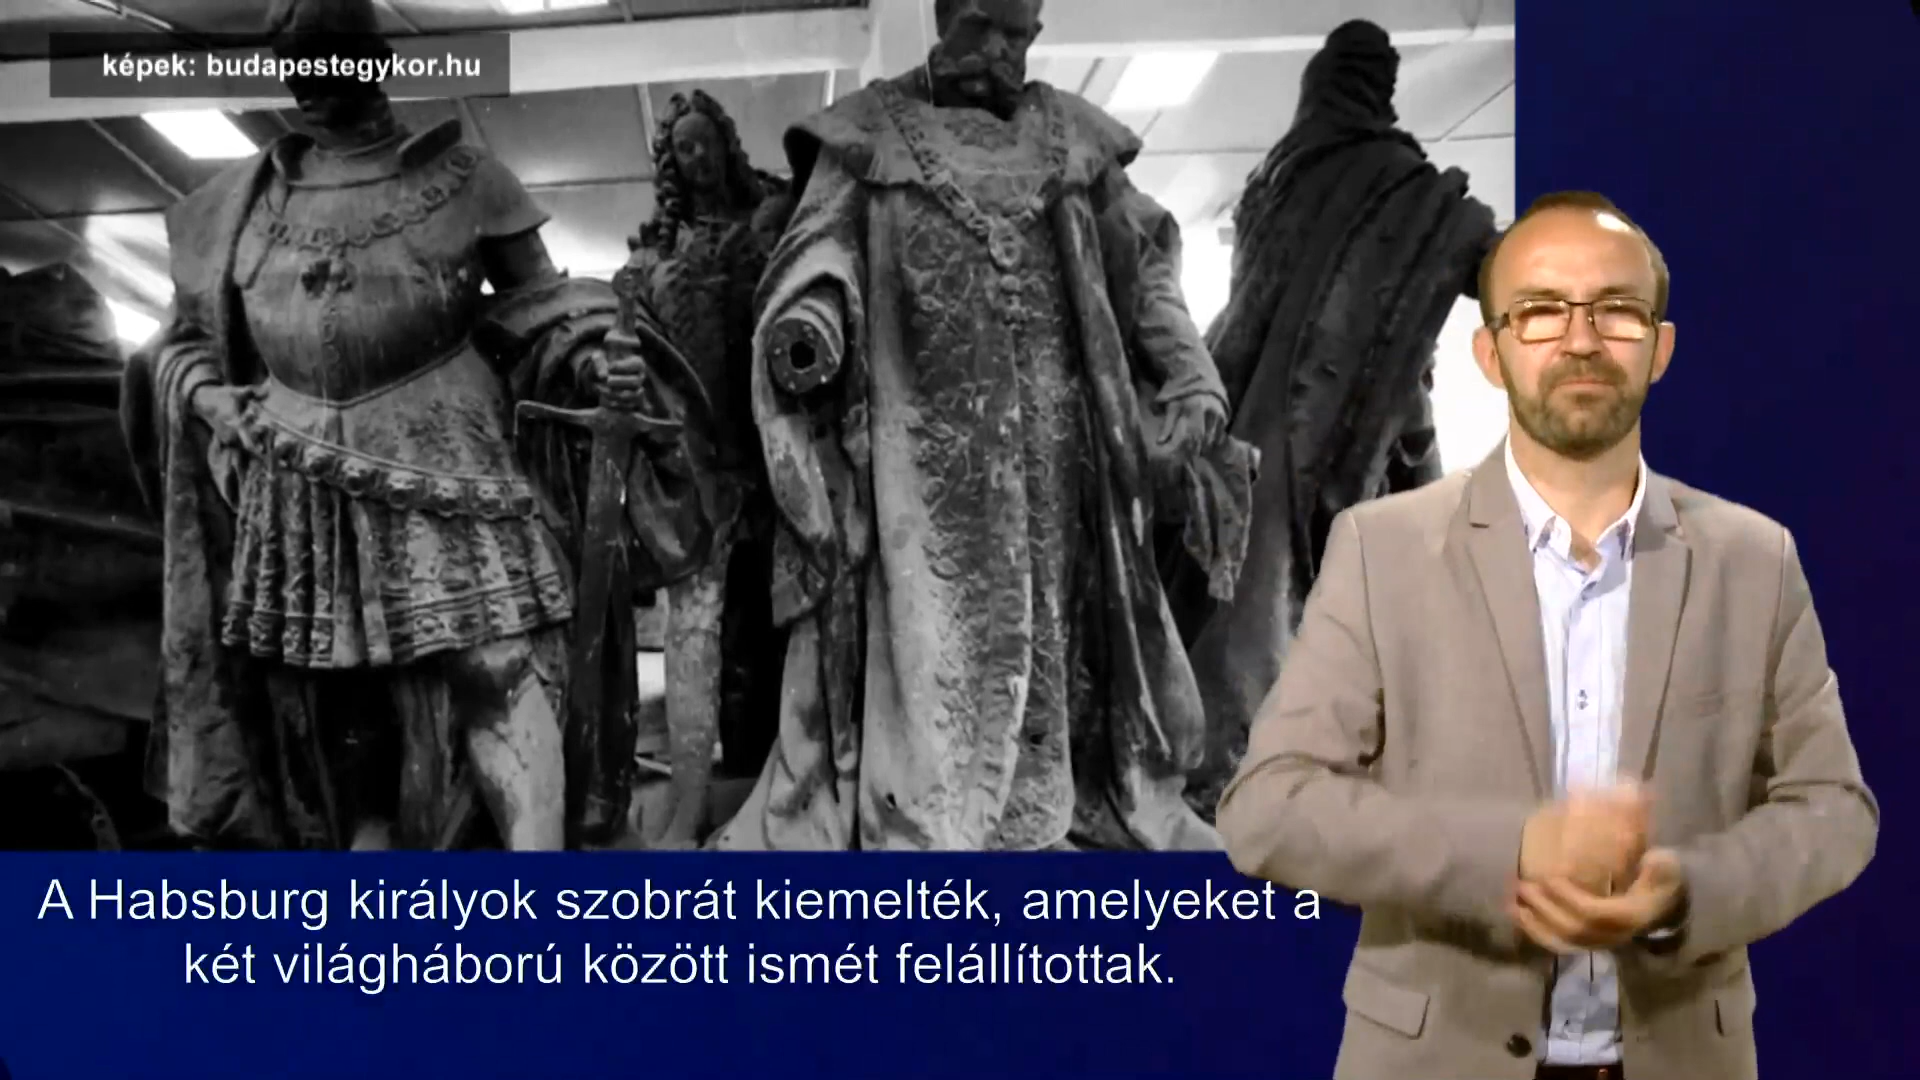 képek: budapestegykor.hu
A Habsburg királyok szobrát kiemelték, amelyeket a
két világháború között ismét felállítottak.